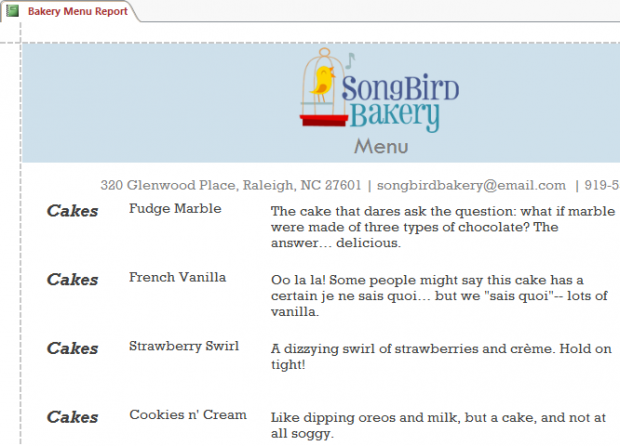 Bakery Menu Report
SongBird
Bakery
Menu
320 Glenwood Place, Raleigh, NC 27601 | songbirdbakery@email.com | 919-5
Cakes Fudge Marble The cake that dares ask the question: what if marble
were made of three types of chocolate? The
answer... delicious.
Cakes French Vanilla Oo la la! Some people might say this cake has a
certain je ne sais quoi... but we "sais quoi"-- lots of
vanilla.
Cakes Strawberry Swirl A dizzying swirl of strawberries and crème. Hold on
tight!
Cakes Cookies n' Cream Like dipping oreos and milk, but a cake, and not at
all soggy.